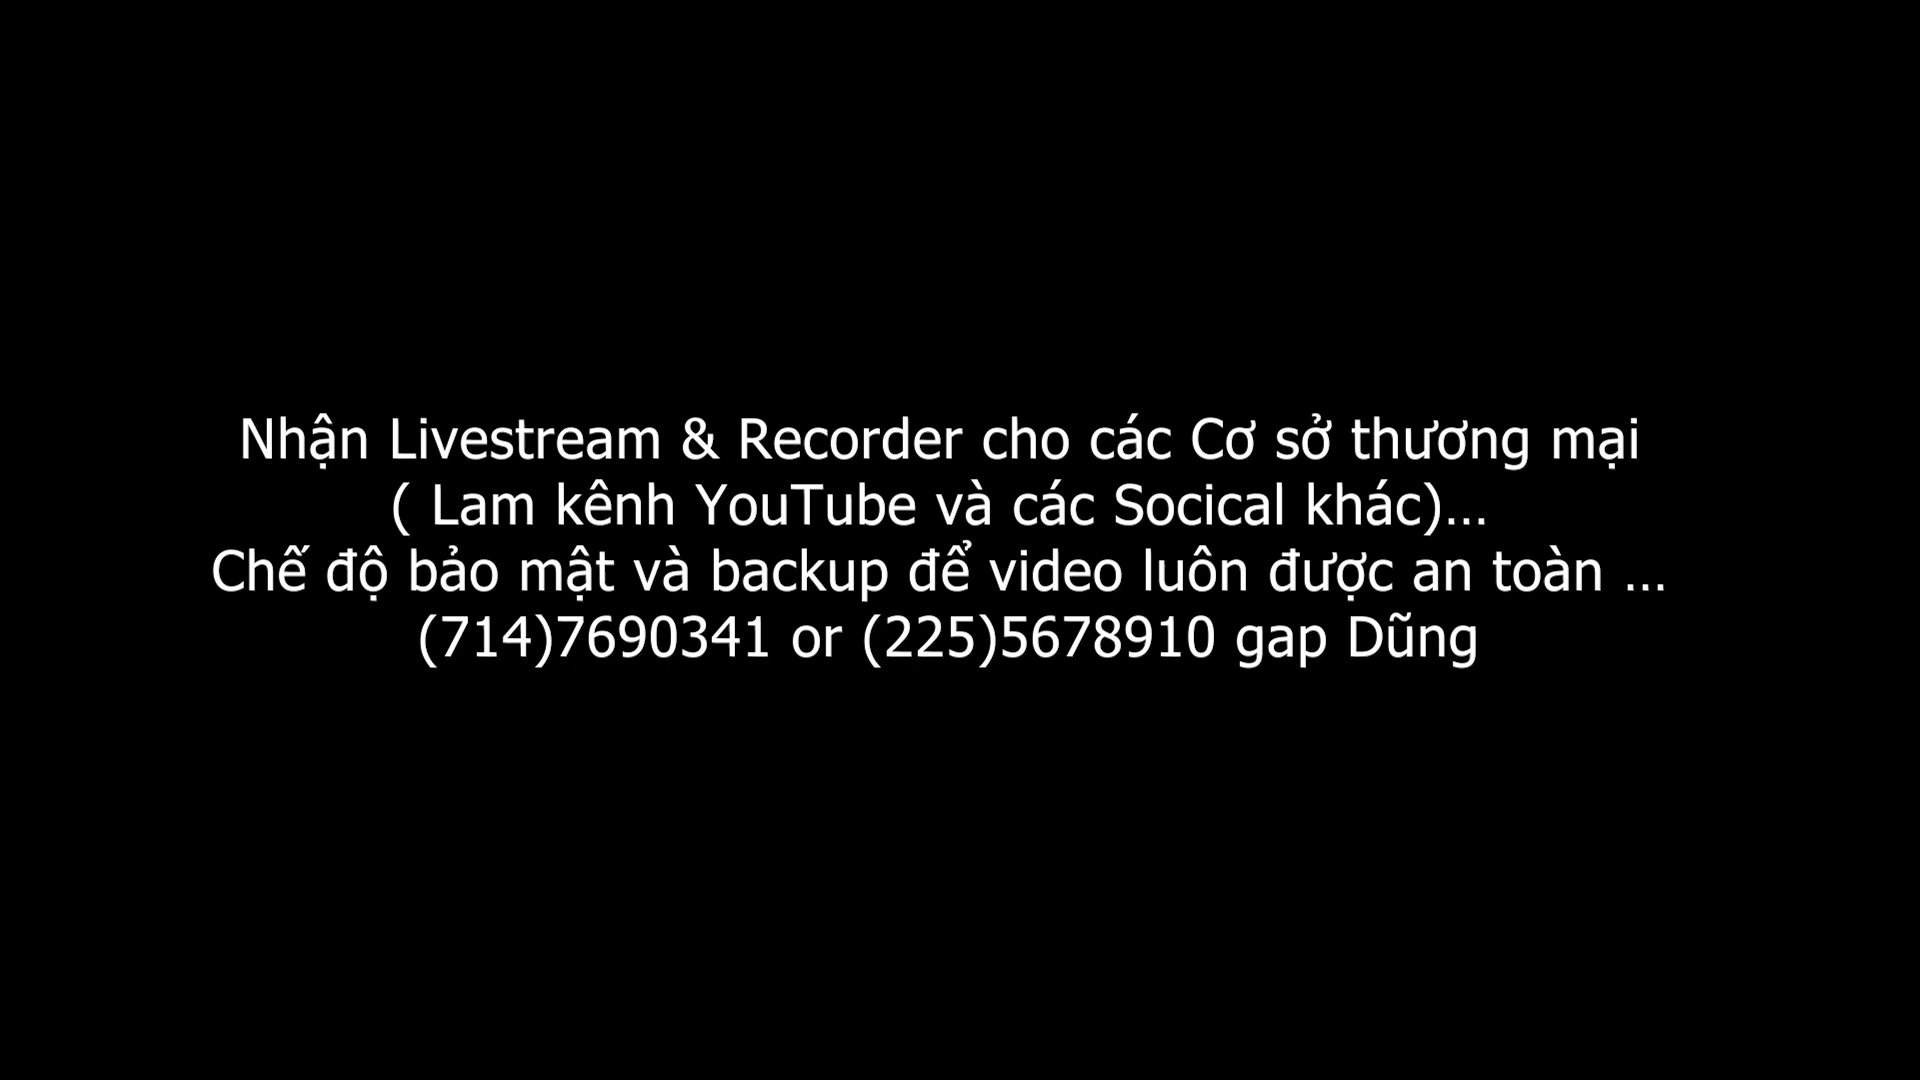 Nhận Livestream & Recorder cho các Cơ sở thương mại
( Lam kênh YouTube và các Socical khác)...
Chế độ bảo mật và backup để video luôn được an toàn ...
(714)7690341 or (225)5678910 gap Dũng